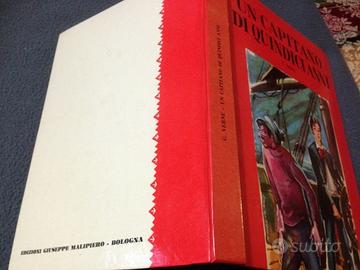 UN CAPITANO
DI QUINDICI ANNI
G. VERNE - UN CAPITANO DI QUINDICI ANNI
EDIZIONI GIUSEPPE MALIPIERO - BOLOGNA
subito